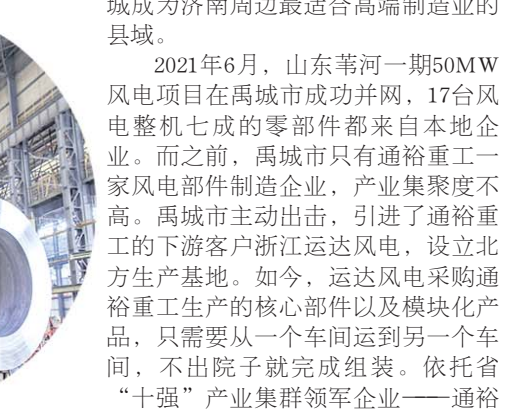 城成为济南周边最适合高端制造业的
县域。
2021年6月，山东苇河一期50MW
风电项目在禹城市成功并网，17台风
电整机七成的零部件都来自本地企
业。而之前，禹城市只有通裕重工一
家风电部件制造企业，产业集聚度不
高。禹城市主动出击，引进了通裕重
工的下游客户浙江运达风电，设立北
方生产基地。如今，运达风电采购通
裕重工生产的核心部件以及模块化产
品，只需要从一个车间运到另一个车
间，不出院子就完成组装。依托省
“十强”产业集群领军企业——通裕